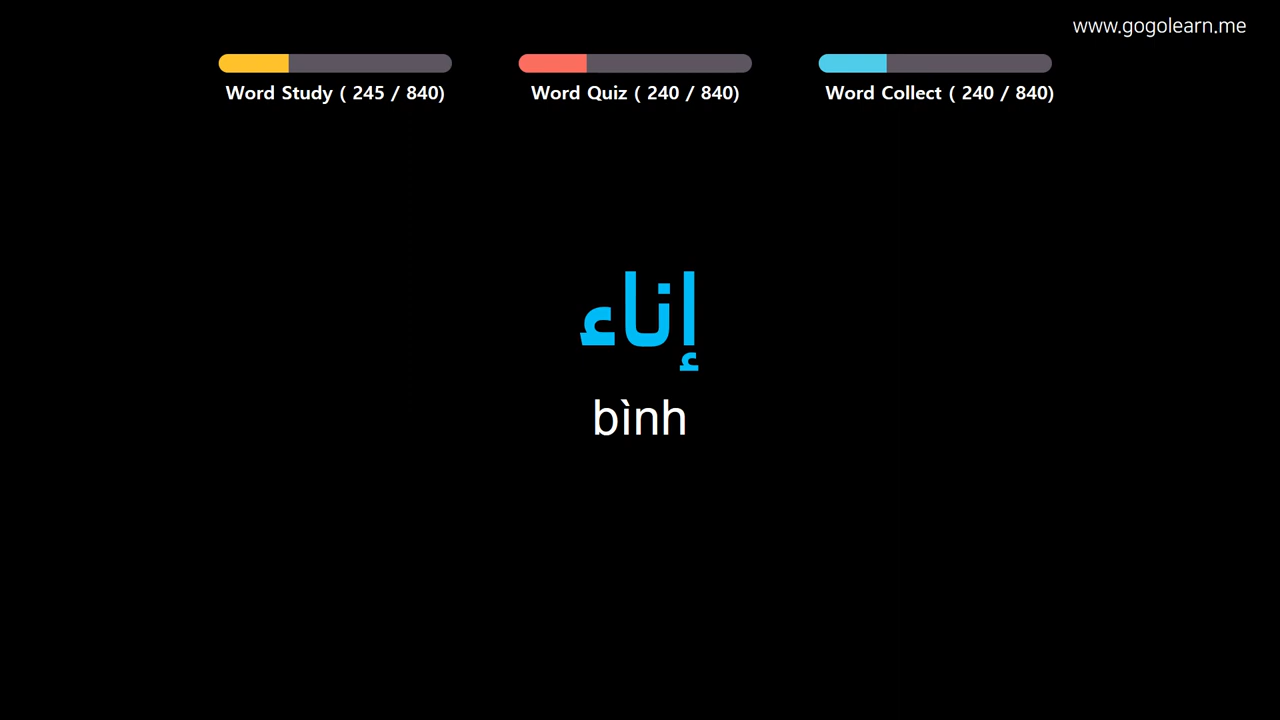 www.gogolearn.me
Word Study ( 245 / 840)
Word Quiz ( 240 / 840)
Word Collect ( 240 / 840)
إناء
bình